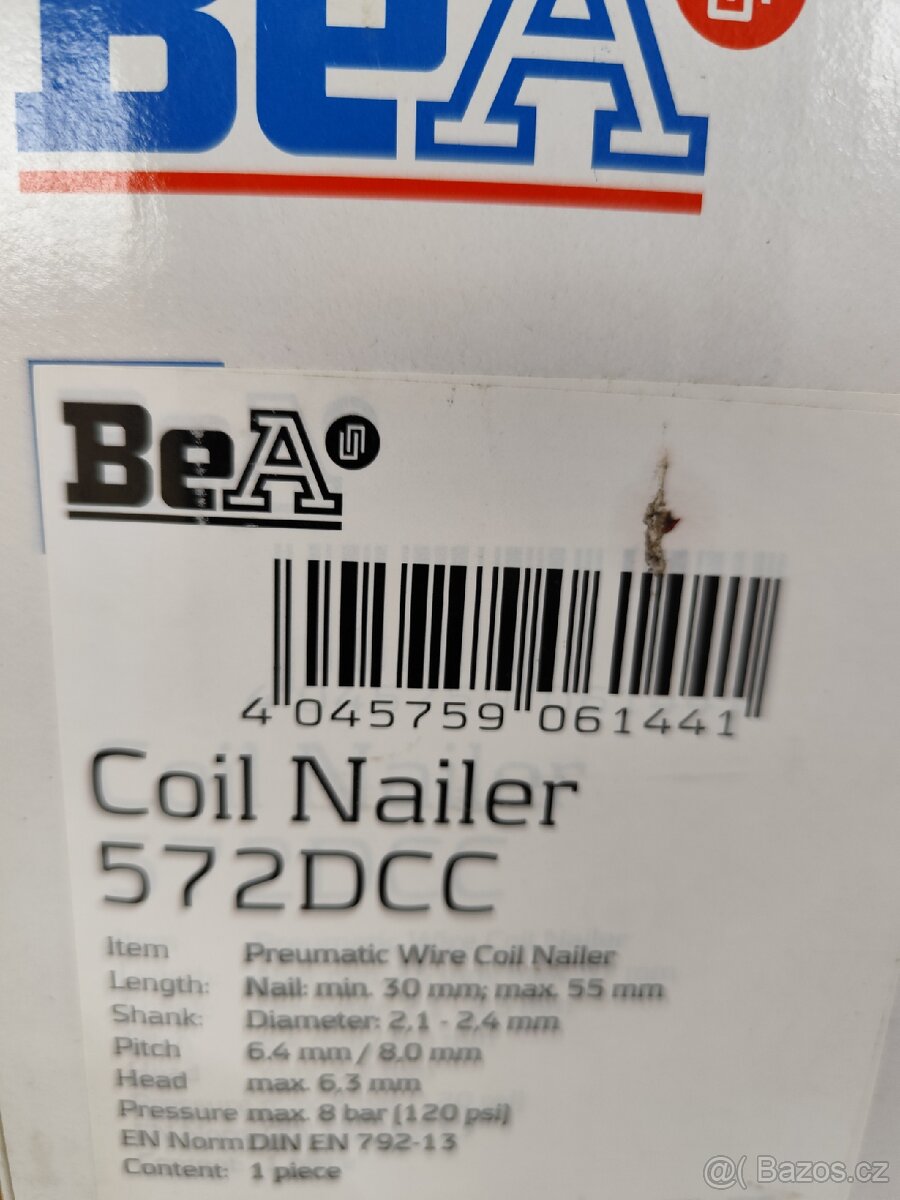 BeA
BeA
4 045759 061441
Coil Nailer
572DCC
Item Preumatic Wire Coil Nailer
Length: Nail: min. 30 mm; max. 55 mm
Shank: Diameter: 2,1 - 2,4 mm
Pitch 6.4 mm / 8.0 mm
Head max. 6,3 mm
Pressure max. 8 bar (120 psi)
EN Norm DIN EN 792-13
Content: 1 piece
@( Bazos.cz